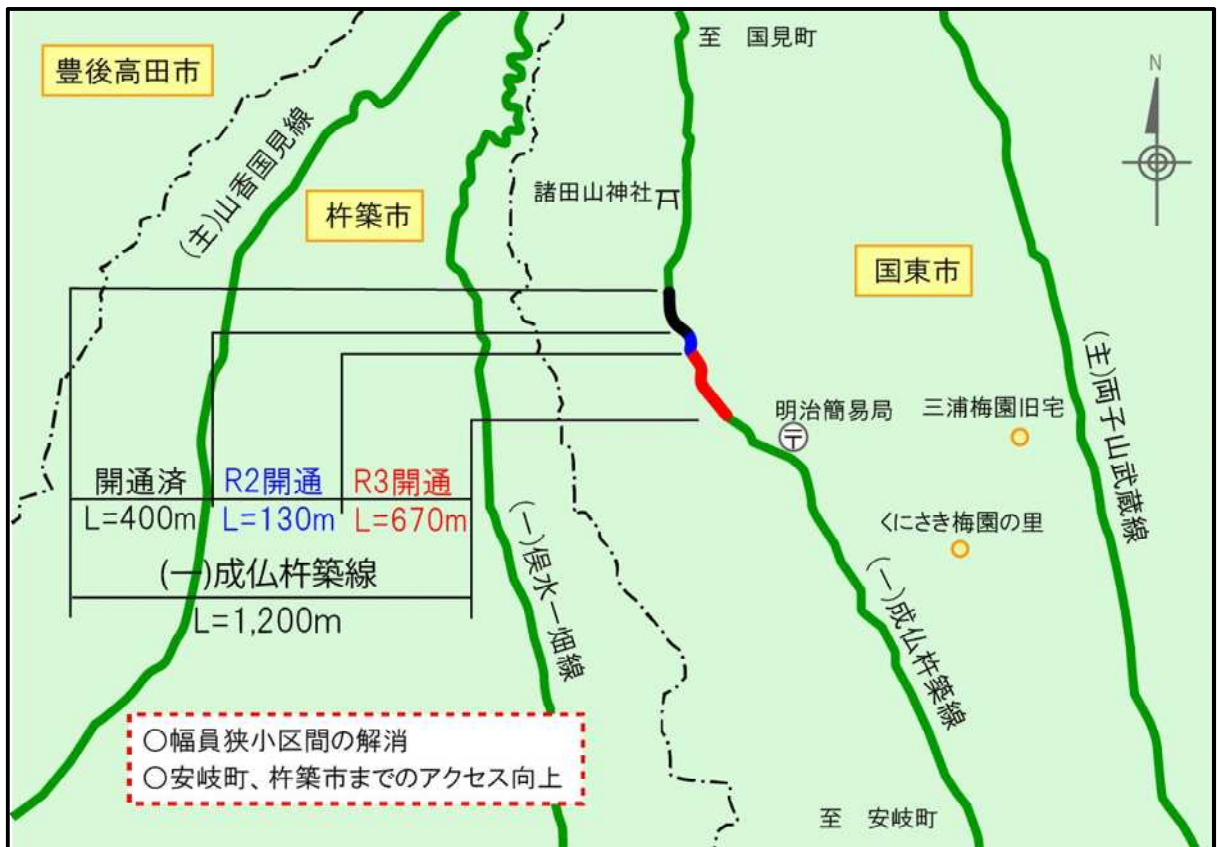 至 国見町
豊後高田市
N
(主)山香国見線
諸田山神社
杵築市
国東市
(主)両子山武蔵線
明治簡易局
三浦梅園旧宅
開通済
R2開通
R3開通
L=400m
L=130m
L=670m
くにさき梅園の里
(一)俣水一畑線
(一)成仏杵築線
(一)成仏杵築線
L=1,200m
○幅員狭小区間の解消
○安岐町、杵築市までのアクセス向上
至 安岐町